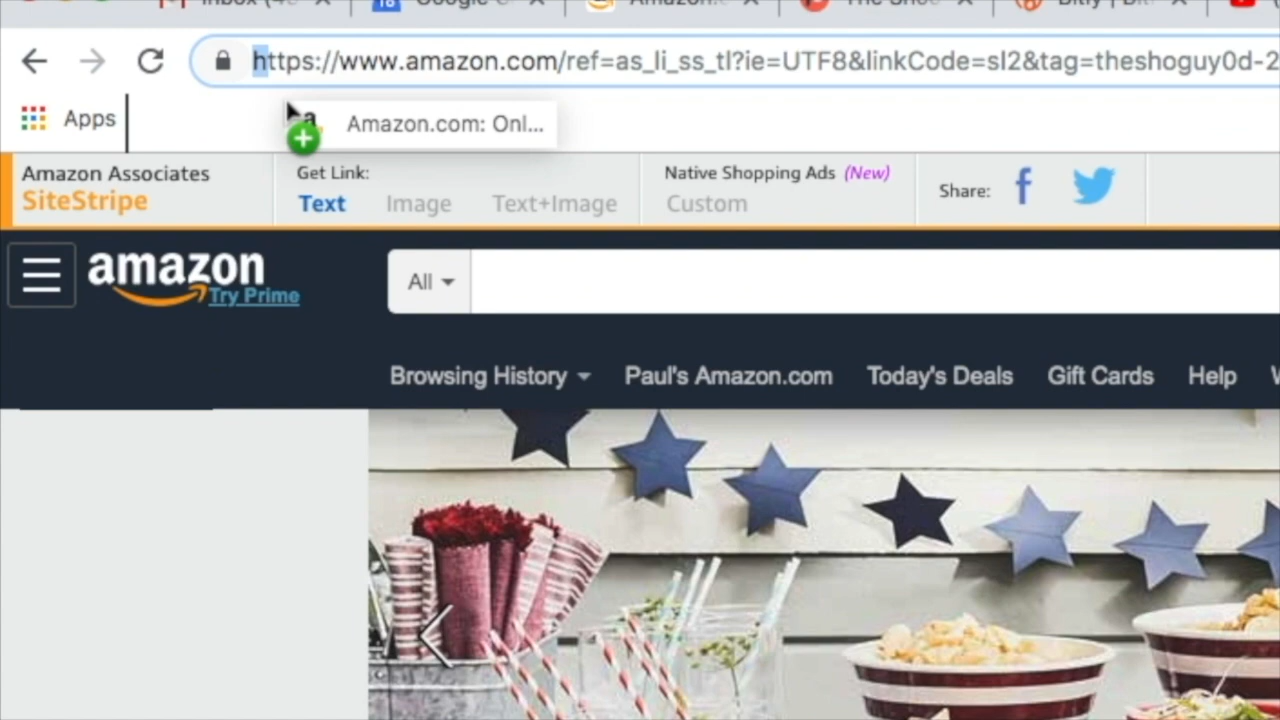 Inbox (4
Google C
Amazon.
The Shoe
Bitly | Bit
https://www.amazon.com/ref=as_li_ss_tl?ie=UTF8&linkCode=sl2&tag=theshoguy0d-2
Apps
Amazon.com: Onl...
Amazon Associates
SiteStripe
Get Link:
Text Image Text+Image
Native Shopping Ads (New)
Custom
Share:
amazon
Try Prime
All
Browsing History Paul's Amazon.com Today's Deals Gift Cards Help